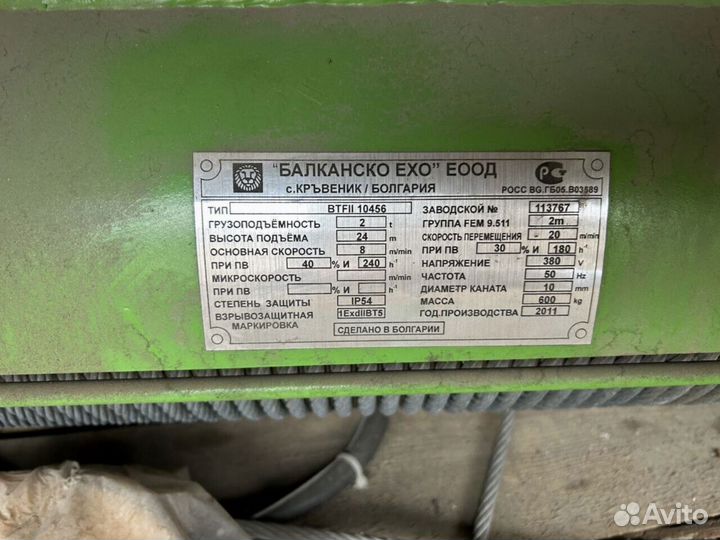 "БАЛКАНСКО ЕХО" ЕООД
с.КРЪВЕНИК / БОЛГАРИЯ
РОСС BG.ГБ05.В03689
ТИП BTFII 10456
ГРУЗОПОДЪЁМНОСТЬ 2 t
ВЫСОТА ПОДЪЁМА 24 m
ОСНОВНАЯ СКОРОСТЬ 8 m/min
ПРИ ПВ 40 % И 240 h⁻¹
МИКРОСКОРОСТЬ m/min
ПРИ ПВ % И h⁻¹
СТЕПЕНЬ ЗАЩИТЫ IP54
ВЗРЫВОЗАЩИТНАЯ МАРКИРОВКА 1ExdIIBT5
ЗАВОДСКОЙ № 113767
ГРУППА FEM 9.511 2m
СКОРОСТЬ ПЕРЕМЕЩЕНИЯ - 20 m/min
ПРИ ПВ 30 % И 180 h⁻¹
НАПРЯЖЕНИЕ 380 V
ЧАСТОТА 50 Hz
ДИАМЕТР КАНАТА 10 mm
МАССА 600 kg
ГОД.ПРОИЗВОДСТВА 2011
СДЕЛАНО В БОЛГАРИИ
Avito